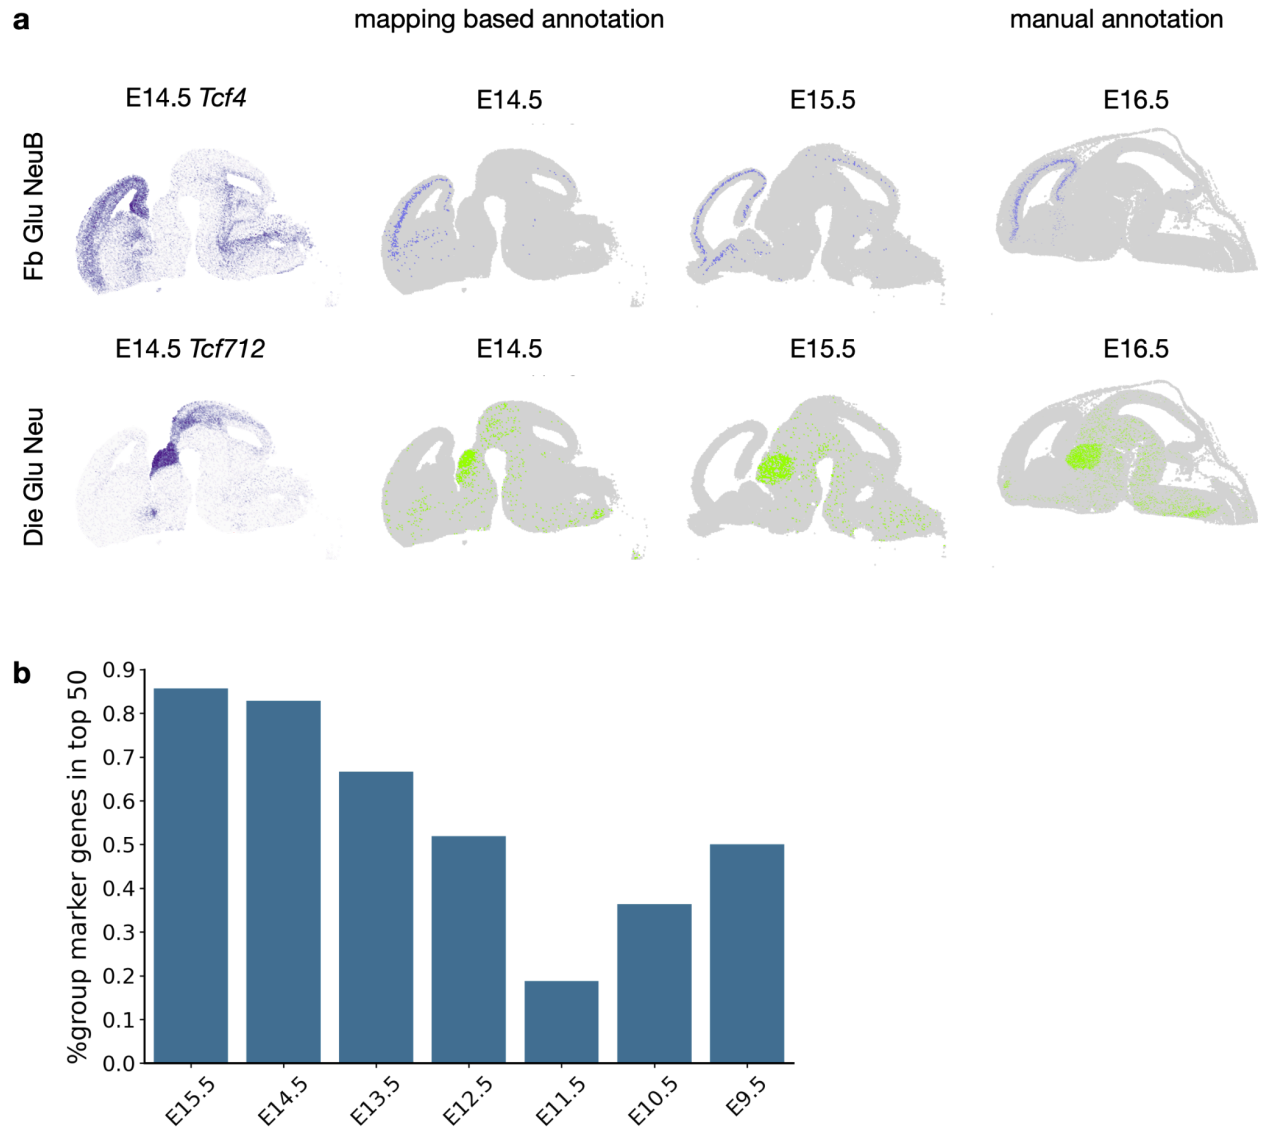 a
mapping based annotation
manual annotation
E14.5 Tcf4
E14.5
E15.5
E16.5
Fb Glu NeuB
E14.5 Tcf712
E14.5
E15.5
E16.5
Die Glu Neu
b
%group marker genes in top 50
0.9
0.8
0.7
0.6
0.5
0.4
0.3
0.2
0.1
0.0
E15.5
E14.5
E13.5
E12.5
E11.5
E10.5
E9.5